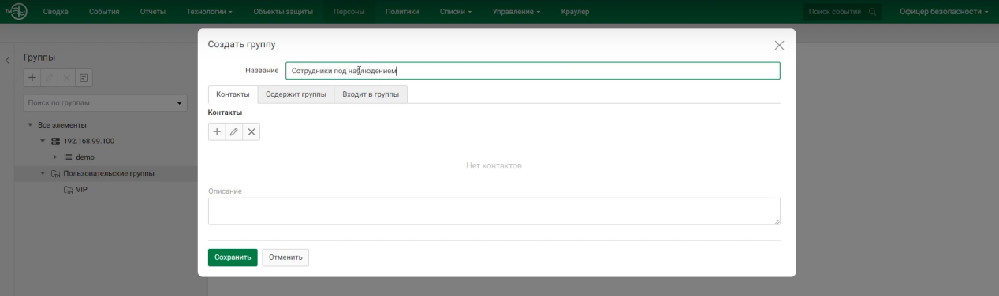 ТМ Сводка События Отчеты Технологии Объекты защиты Персоны Политики Списки Управление Краулер Поиск событий Офицер безопасности
Создать группу
Группы
Название Сотрудники под наблюдением
Поиск по группам
Контакты Содержит группы Входит в группы
Контакты
Все элементы
192.168.99.100
demo
Нет контактов
Пользовательские группы
VIP
Описание
Сохранить Отменить